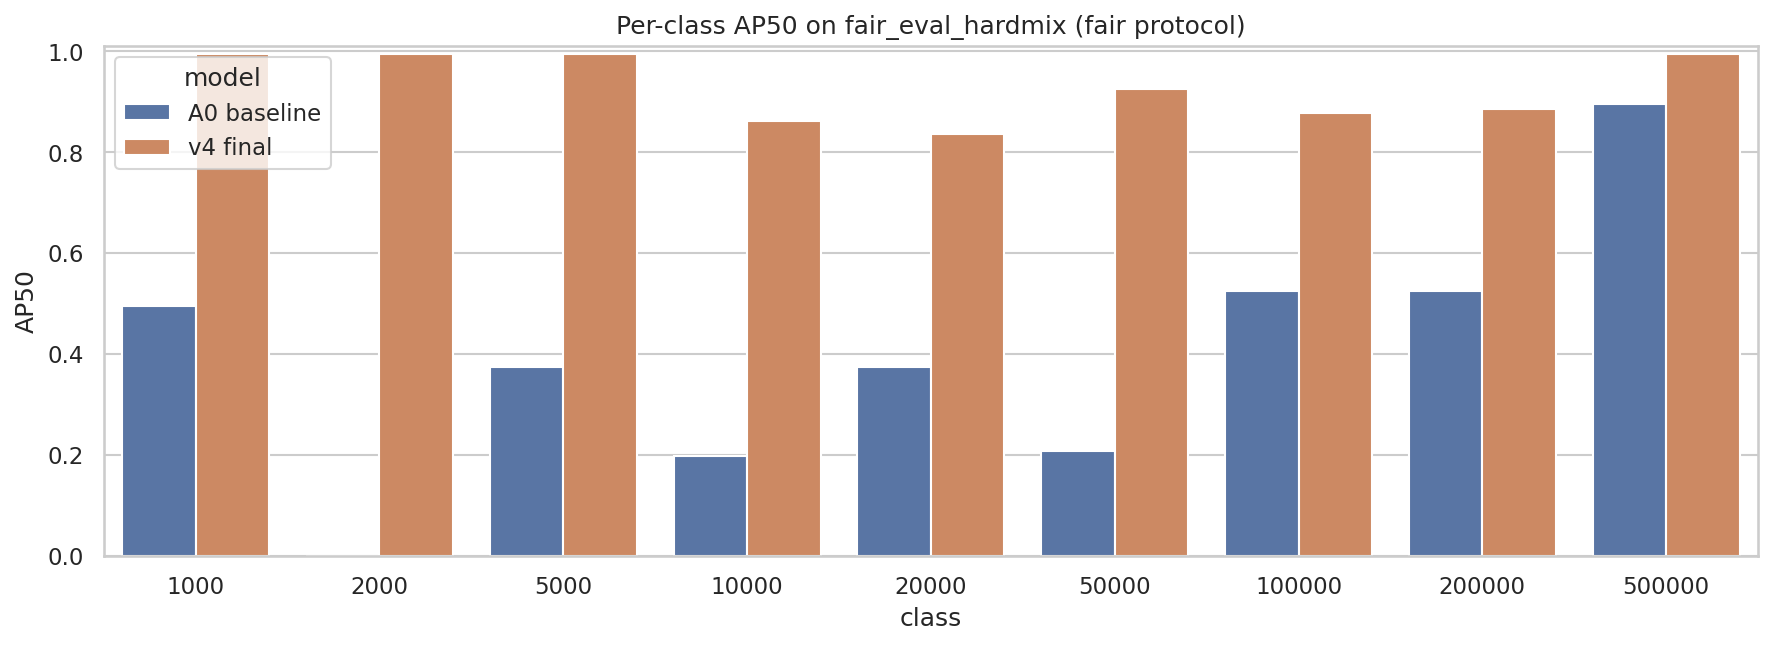 Per-class AP50 on fair_eval_hardmix (fair protocol)
model
A0 baseline
v4 final
AP50
1.0
0.8
0.6
0.4
0.2
0.0
1000 2000 5000 10000 20000 50000 100000 200000 500000
class